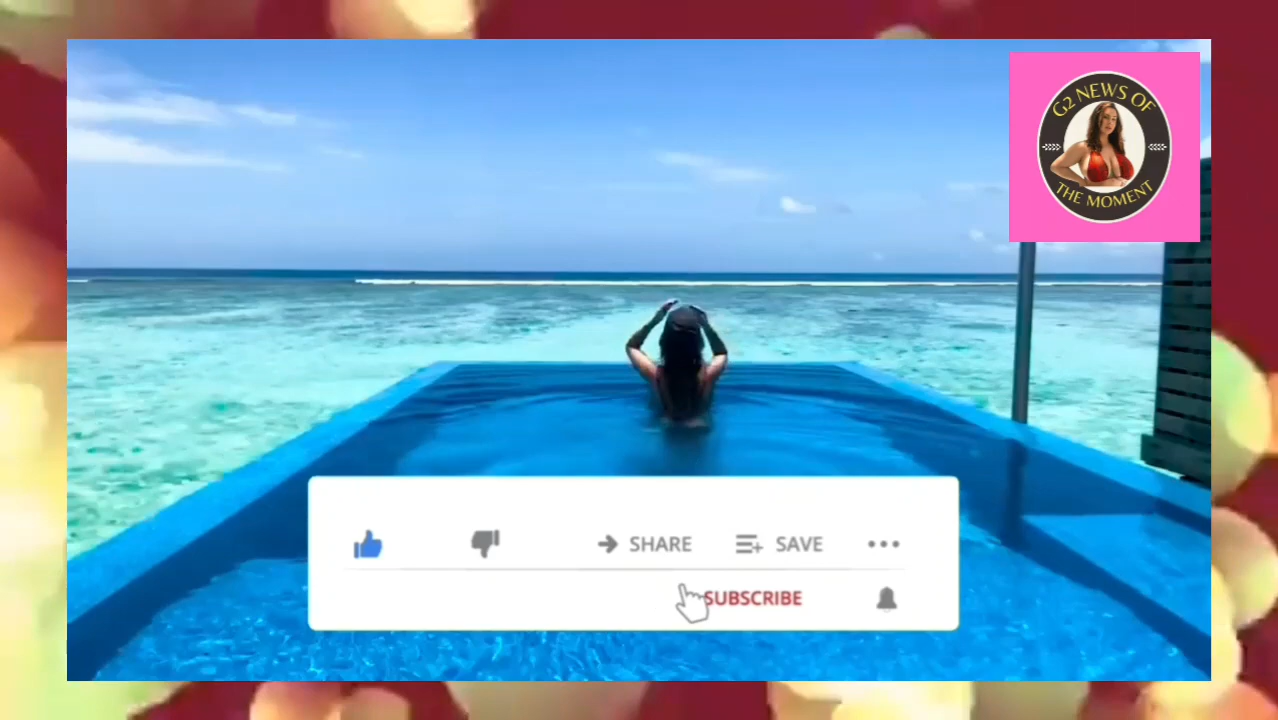 G2 NEWS OF
THE MOMENT
SHARE
SAVE
SUBSCRIBE